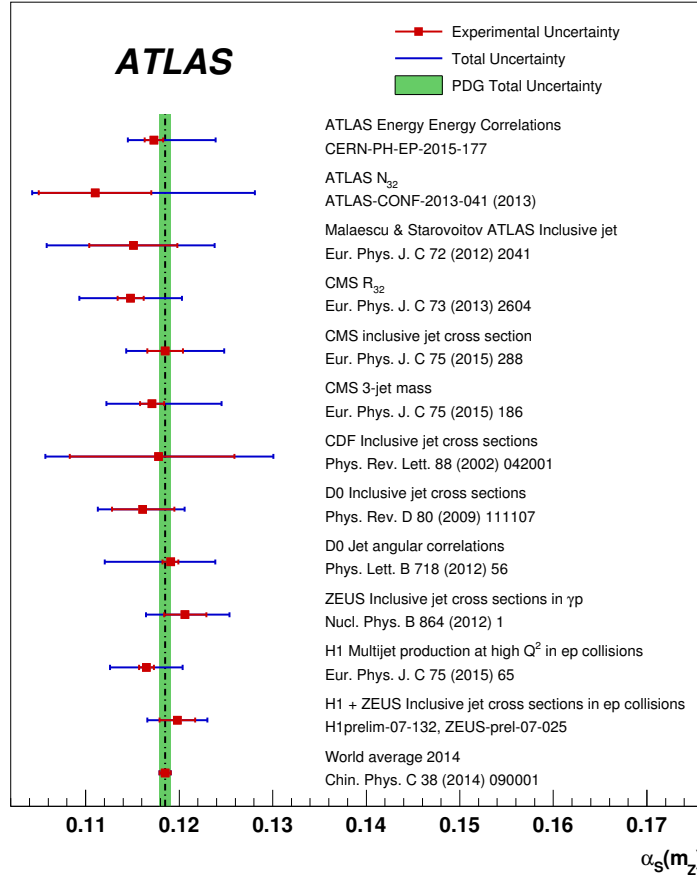 ATLAS
Experimental Uncertainty
Total Uncertainty
PDG Total Uncertainty
ATLAS Energy Energy Correlations
CERN-PH-EP-2015-177
ATLAS N32
ATLAS-CONF-2013-041 (2013)
Malaescu & Starovoitov ATLAS Inclusive jet
Eur. Phys. J. C 72 (2012) 2041
CMS R32
Eur. Phys. J. C 73 (2013) 2604
CMS inclusive jet cross section
Eur. Phys. J. C 75 (2015) 288
CMS 3-jet mass
Eur. Phys. J. C 75 (2015) 186
CDF Inclusive jet cross sections
Phys. Rev. Lett. 88 (2002) 042001
D0 Inclusive jet cross sections
Phys. Rev. D 80 (2009) 111107
D0 Jet angular correlations
Phys. Lett. B 718 (2012) 56
ZEUS Inclusive jet cross sections in γp
Nucl. Phys. B 864 (2012) 1
H1 Multijet production at high Q² in ep collisions
Eur. Phys. J. C 75 (2015) 65
H1 + ZEUS Inclusive jet cross sections in ep collisions
H1prelim-07-132, ZEUS-prel-07-025
World average 2014
Chin. Phys. C 38 (2014) 090001
0.11 0.12 0.13 0.14 0.15 0.16 0.17
αS(mZ